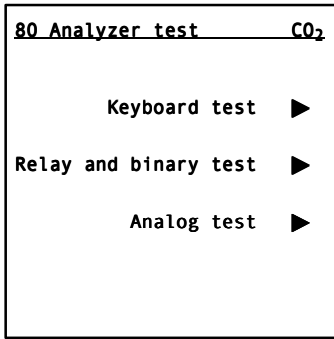 80 Analyzer test CO₂
Keyboard test ▶
Relay and binary test ▶
Analog test ▶